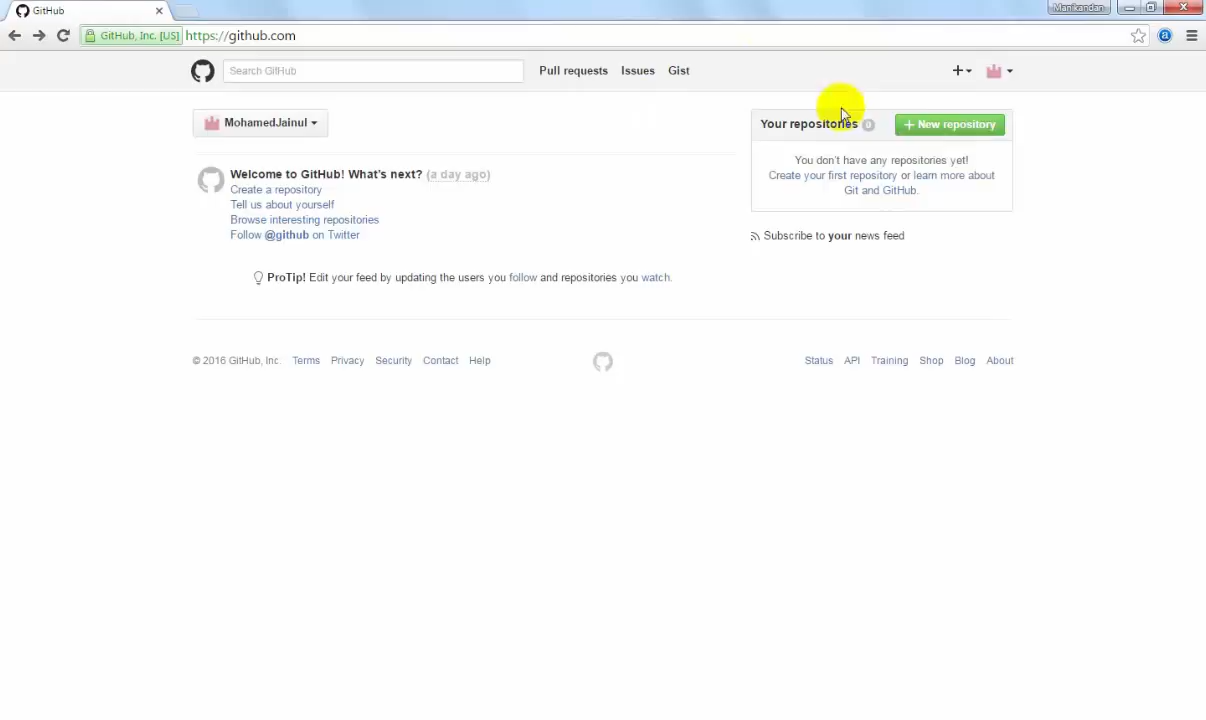 GitHub
Manikandan
GitHub, Inc. [US] https://github.com
Search GitHub
Pull requests Issues Gist
MohamedJainul
Your repositories 0
+ New repository
Welcome to GitHub! What's next? (a day ago)
Create a repository
Tell us about yourself
Browse interesting repositories
Follow @github on Twitter
You don't have any repositories yet!
Create your first repository or learn more about
Git and GitHub.
Subscribe to your news feed
ProTip! Edit your feed by updating the users you follow and repositories you watch.
© 2016 GitHub, Inc. Terms Privacy Security Contact Help
Status API Training Shop Blog About